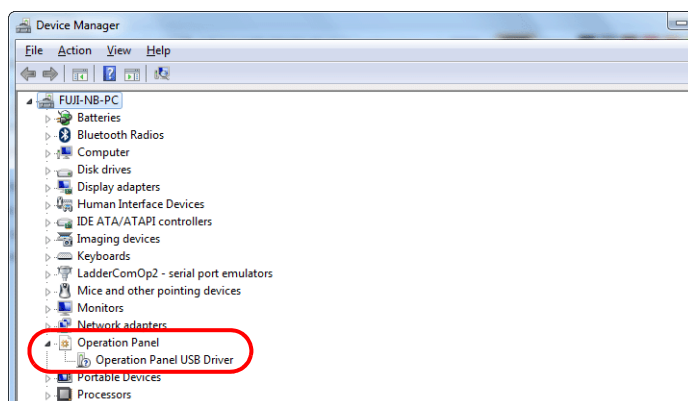 Device Manager
File Action View Help
FUJI-NB-PC
Batteries
Bluetooth Radios
Computer
Disk drives
Display adapters
Human Interface Devices
IDE ATA/ATAPI controllers
Imaging devices
Keyboards
LadderComOp2 - serial port emulators
Mice and other pointing devices
Monitors
Network adapters
Operation Panel
Operation Panel USB Driver
Portable Devices
Processors